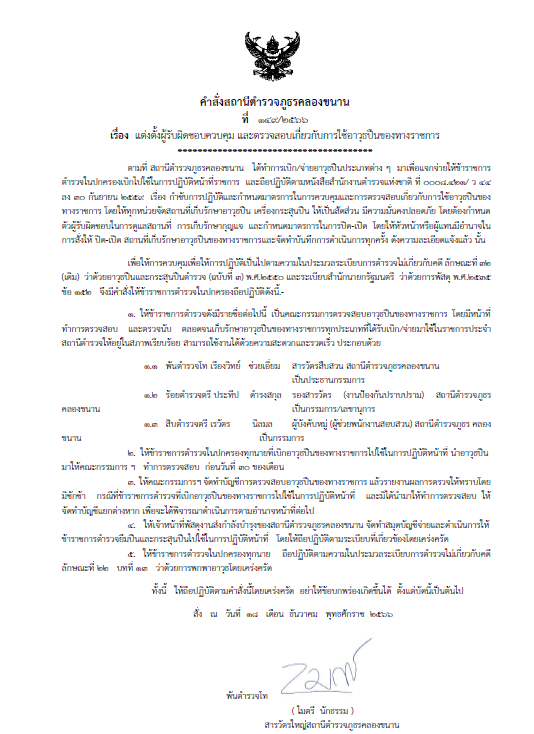 คำสั่งสถานีตำรวจภูธรคลองขนาน
ที่ ๑๔๙/๒๕๖๖
เรื่อง แต่งตั้งผู้รับผิดชอบควบคุม และตรวจสอบเกี่ยวกับการใช้อาวุธปืนของทางราชการ
ตามที่ สถานีตำรวจภูธรคลองขนาน ได้ทำการเบิก/จ่ายอาวุธปืนประเภทต่าง ๆ มาเพื่อแจกจ่ายให้ข้าราชการ
ตำรวจในปกครองเบิกไปใช้ในการปฏิบัติหน้าที่ราชการ และถือปฏิบัติตามหนังสือสำนักงานตำรวจแห่งชาติ ที่ ๐๐๐๘.๔๒๑/ ว ๔๔
ลง ๓๐ กันยายน ๒๕๕๙ เรื่อง กำชับการปฏิบัติและกำหนดมาตรการในการควบคุมและการตรวจสอบเกี่ยวกับการใช้อาวุธปืนของ
ทางราชการ โดยให้ทุกหน่วยจัดสถานที่เก็บรักษาอาวุธปืน เครื่องกระสุนปืน ให้เป็นสัดส่วน มีความมั่นคงปลอดภัย โดยต้องกำหนด
ตัวผู้รับผิดชอบในการดูแลสถานที่ การเก็บรักษากุญแจ และกำหนดมาตรการในการปิด-เปิด โดยให้หัวหน้าหรือผู้แทนมีอำนาจใน
การสั่งให้ ปิด-เปิด สถานที่เก็บรักษาอาวุธปืนของทางราชการและจัดทำบันทึกการดำเนินการทุกครั้ง ดังความละเอียดแจ้งแล้ว นั้น
เพื่อให้การควบคุมเพื่อให้การปฏิบัติเป็นไปตามความในประมวลระเบียบการตำรวจไม่เกี่ยวกับคดี ลักษณะที่ ๗๒
(เดิม) ว่าด้วยอาวุธปืนและกระสุนปืนตำรวจ (ฉบับที่ ๓) พ.ศ.๒๕๕๐ และระเบียบสำนักนายกรัฐมนตรี ว่าด้วยการพัสดุ พ.ศ.๒๕๓๕
ข้อ ๑๕๒ จึงมีคำสั่งให้ข้าราชการตำรวจในปกครองถือปฏิบัติดังนี้.-
๑. ให้ข้าราชการตำรวจดังมีรายชื่อต่อไปนี้ เป็นคณะกรรมการตรวจสอบอาวุธปืนของทางราชการ โดยมีหน้าที่
ทำการตรวจสอบ และตรวจนับ ตลอดจนเก็บรักษาอาวุธปืนของทางราชการทุกประเภทที่ได้รับเบิก/จ่ายมาใช้ในราชการประจำ
สถานีตำรวจให้อยู่ในสภาพเรียบร้อย สามารถใช้งานได้ด้วยความสะดวกและรวดเร็ว ประกอบด้วย
๑.๑ พันตำรวจโท เรืองวิทย์ ช่วยเอี่ยม สารวัตรสืบสวน สถานีตำรวจภูธรคลองขนาน
เป็นประธานกรรมการ
๑.๒ ร้อยตำรวจตรี ประทีป ดำรงสกุล รองสารวัตร (งานป้องกันปราบปราม) สถานีตำรวจภูธร
คลองขนาน เป็นกรรมการ/เลขานุการ
๑.๓ สิบตำรวจตรี เรวัตร นิลมล ผู้บังคับหมู่ (ผู้ช่วยพนักงานสอบสวน) สถานีตำรวจภูธร คลอง
ขนาน เป็นกรรมการ
๒. ให้ข้าราชการตำรวจในปกครองทุกนายที่เบิกอาวุธปืนของทางราชการไปใช้ในการปฏิบัติหน้าที่ นำอาวุธปืน
มาให้คณะกรรมการ ฯ ทำการตรวจสอบ ก่อนวันที่ ๓๐ ของเดือน
๓. ให้คณะกรรมการฯ จัดทำบัญชีการตรวจสอบอาวุธปืนของทางราชการ แล้วรายงานผลการตรวจให้ทราบโดย
มิชักช้า กรณีที่ข้าราชการตำรวจที่เบิกอาวุธปืนของทางราชการไปใช้ในการปฏิบัติหน้าที่ และมิได้นำมาให้ทำการตรวจสอบ ให้
จัดทำบัญชีแยกต่างหาก เพื่อจะได้พิจารณาดำเนินการตามอำนาจหน้าที่ต่อไป
๔. ให้เจ้าหน้าที่พัสดุงานส่งกำลังบำรุงของสถานีตำรวจภูธรคลองขนาน จัดทำสมุดบัญชีจ่ายและดำเนินการให้
ข้าราชการตำรวจยืมปืนและกระสุนปืนไปใช้ในการปฏิบัติหน้าที่ โดยให้ถือปฏิบัติตามระเบียบที่เกี่ยวข้องโดยเคร่งครัด
๕. ให้ข้าราชการตำรวจในปกครองทุกนาย ถือปฏิบัติตามความในประมวลระเบียบการตำรวจไม่เกี่ยวกับคดี
ลักษณะที่ ๒๒ บทที่ ๑๓ ว่าด้วยการพกพาอาวุธโดยเคร่งครัด
ทั้งนี้ ให้ถือปฏิบัติตามคำสั่งนี้โดยเคร่งครัด อย่าให้ข้อบกพร่องเกิดขึ้นได้ ตั้งแต่บัดนี้เป็นต้นไป
สั่ง ณ วันที่ ๑๘ เดือน ธันวาคม พุทธศักราช ๒๕๖๖
พันตำรวจโท
( ไมตรี นักธรรม )
สารวัตรใหญ่สถานีตำรวจภูธรคลองขนาน